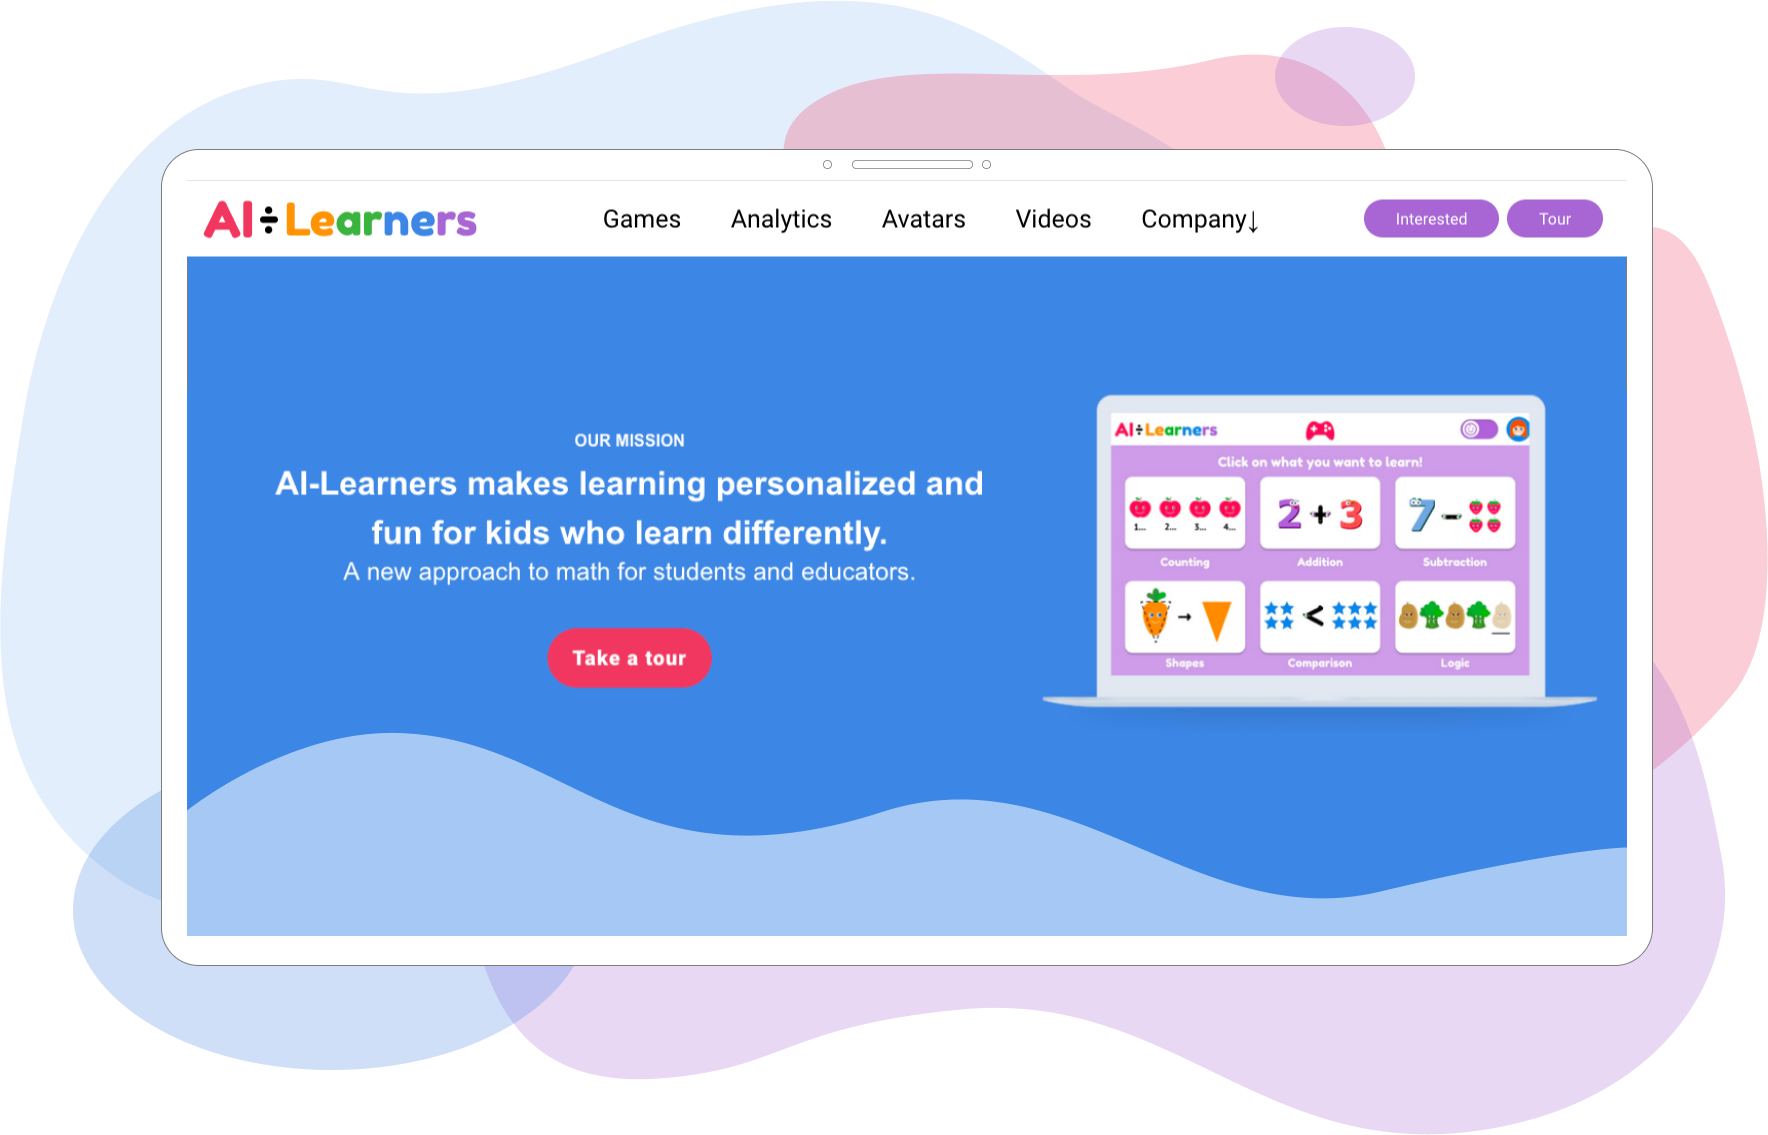 AI÷Learners
Games Analytics Avatars Videos Company↓ Interested Tour
OUR MISSION
AI-Learners makes learning personalized and
fun for kids who learn differently.
A new approach to math for students and educators.
Take a tour
AI÷Learners
Click on what you want to learn!
1... 2... 3... 4...
2 + 3
7 -
Counting Addition Subtraction
→ <
Shapes Comparison Logic